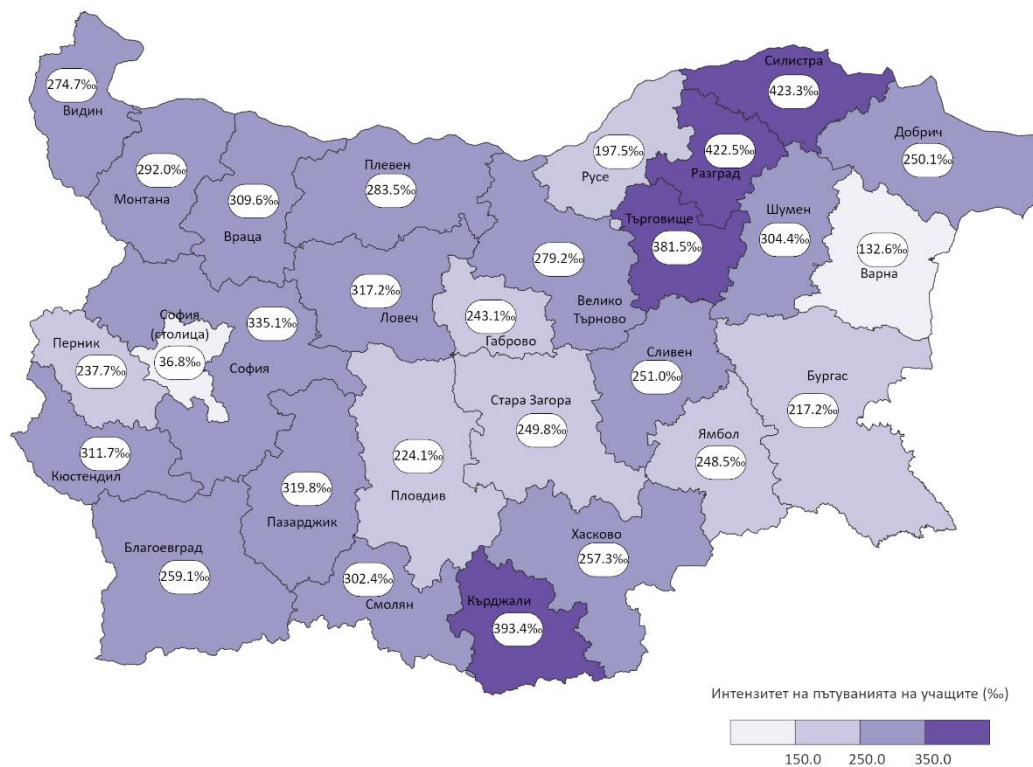 Силистра
423.3‰
274.7‰
Видин
Добрич
250.1‰
197.5‰
Русе
422.5‰
Разград
292.0‰
Монтана
Плевен
283.5‰
309.6‰
Враца
Търговище
381.5‰
Шумен
304.4‰
132.6‰
Варна
279.2‰
Велико
Търново
317.2‰
Ловеч
243.1‰
Габрово
София
(столица)
36.8‰
335.1‰
София
Перник
237.7‰
Сливен
251.0‰
Бургас
217.2‰
Стара Загора
249.8‰
Ямбол
248.5‰
311.7‰
Кюстендил
224.1‰
Пловдив
319.8‰
Пазарджик
Хасково
257.3‰
Благоевград
259.1‰
302.4‰
Смолян
Кърджали
393.4‰
Интензитет на пътуванията на учащите (‰)
150.0 250.0 350.0